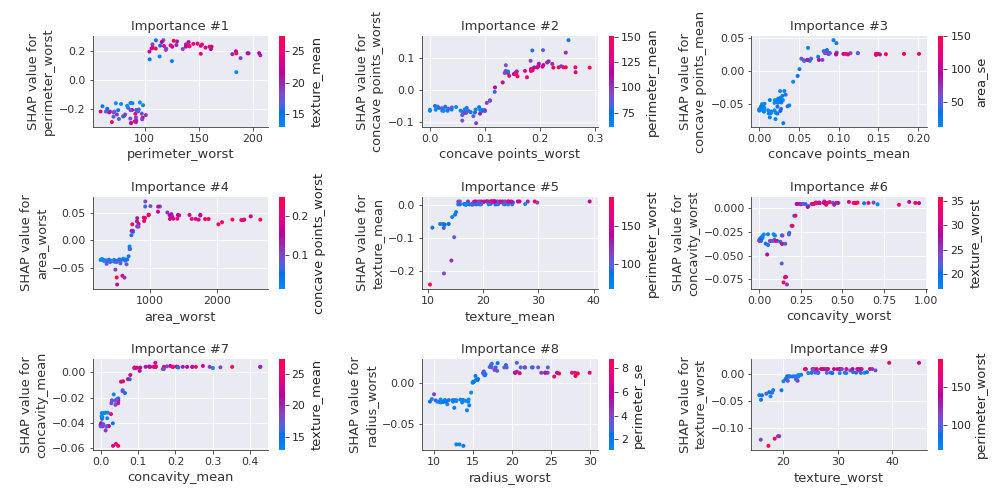 Importance #1
SHAP value for
perimeter_worst
0.2
0.0
−0.2
100
150
200
perimeter_worst
25
20
15
texture_mean
Importance #2
SHAP value for
concave points_worst
0.1
0.0
−0.1
0.0
0.1
0.2
0.3
concave points_worst
150
125
100
75
perimeter_mean
Importance #3
SHAP value for
concave points_mean
0.05
0.00
−0.05
0.00
0.05
0.10
0.15
0.20
concave points_mean
150
100
50
area_se
Importance #4
SHAP value for
area_worst
0.05
0.00
−0.05
1000
2000
area_worst
0.2
0.1
concave points_worst
Importance #5
SHAP value for
texture_mean
0.0
−0.1
−0.2
10
20
30
40
texture_mean
150
100
perimeter_worst
Importance #6
SHAP value for
concavity_worst
0.000
−0.025
−0.050
−0.075
0.00
0.25
0.50
0.75
1.00
concavity_worst
35
30
25
20
texture_worst
Importance #7
SHAP value for
concavity_mean
0.00
−0.02
−0.04
−0.06
0.0
0.1
0.2
0.3
0.4
concavity_mean
25
20
15
texture_mean
Importance #8
SHAP value for
radius_worst
0.00
−0.05
10
15
20
25
30
radius_worst
8
6
4
2
perimeter_se
Importance #9
SHAP value for
texture_worst
0.00
−0.05
−0.10
20
40
texture_worst
150
100
perimeter_worst